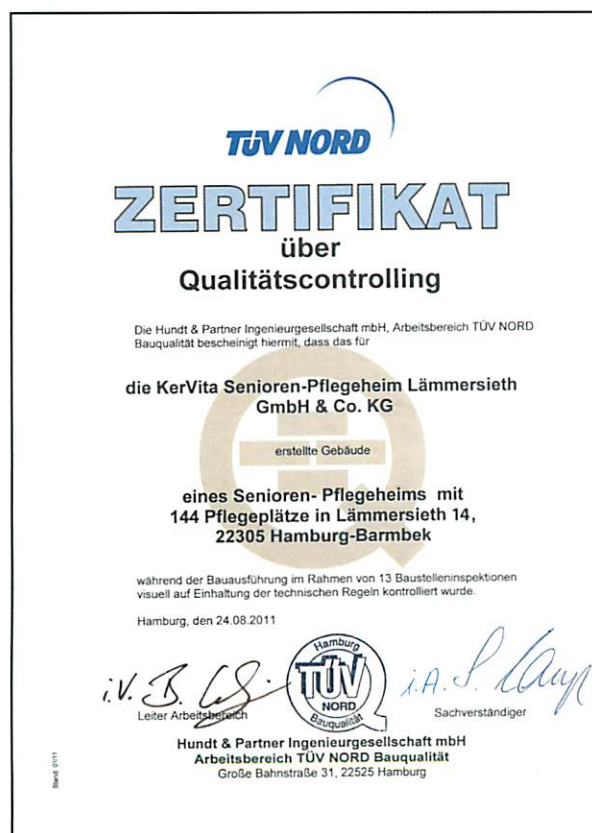 TÜV NORD
ZERTIFIKAT
über
Qualitätscontrolling
Die Hundt & Partner Ingenieurgesellschaft mbH, Arbeitsbereich TÜV NORD
Bauqualität bescheinigt hiermit, dass das für
die KerVita Senioren-Pflegeheim Lämmersieth
GmbH & Co. KG
erstellte Gebäude
eines Senioren- Pflegeheims mit
144 Pflegeplätze in Lämmersieth 14,
22305 Hamburg-Barmbek
während der Bauausführung im Rahmen von 13 Baustelleninspektionen
visuell auf Einhaltung der technischen Regeln kontrolliert wurde.
Hamburg, den 24.08.2011
i.V. B.
Hamburg
TÜV
NORD
Bauqualität
i.A. S.
Leiter Arbeitsbereich
Sachverständiger
Hundt & Partner Ingenieurgesellschaft mbH
Arbeitsbereich TÜV NORD Bauqualität
Große Bahnstraße 31, 22525 Hamburg
Stand: 01/11